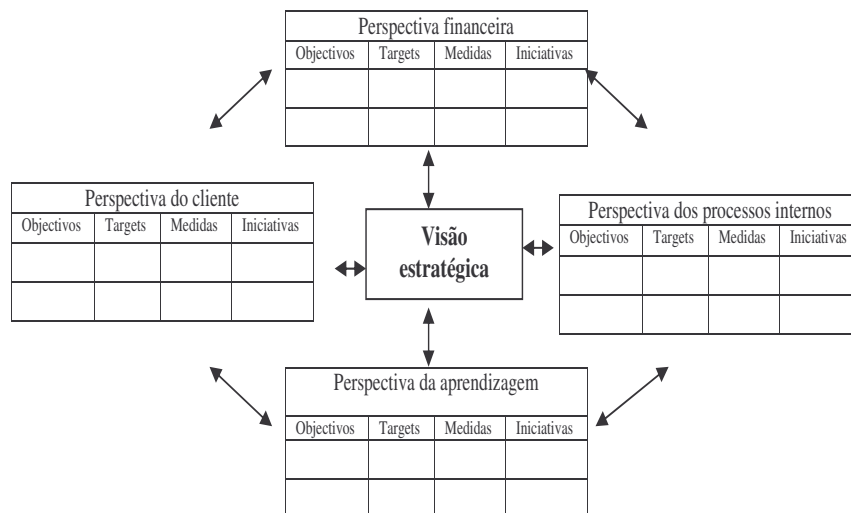 Perspectiva financeira
Objectivos Targets Medidas Iniciativas
Perspectiva do cliente
Objectivos Targets Medidas Iniciativas
Visão
estratégica
Perspectiva dos processos internos
Objectivos Targets Medidas Iniciativas
Perspectiva da aprendizagem
Objectivos Targets Medidas Iniciativas